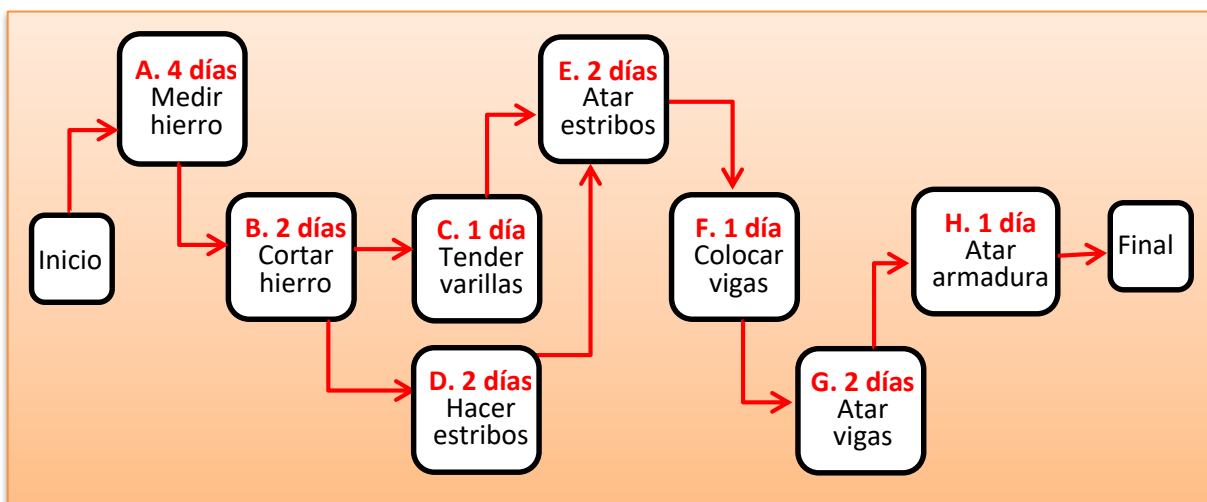 Inicio
A. 4 días
Medir
hierro
B. 2 días
Cortar
hierro
C. 1 día
Tender
varillas
D. 2 días
Hacer
estribos
E. 2 días
Atar
estribos
F. 1 día
Colocar
vigas
G. 2 días
Atar
vigas
H. 1 día
Atar
armadura
Final